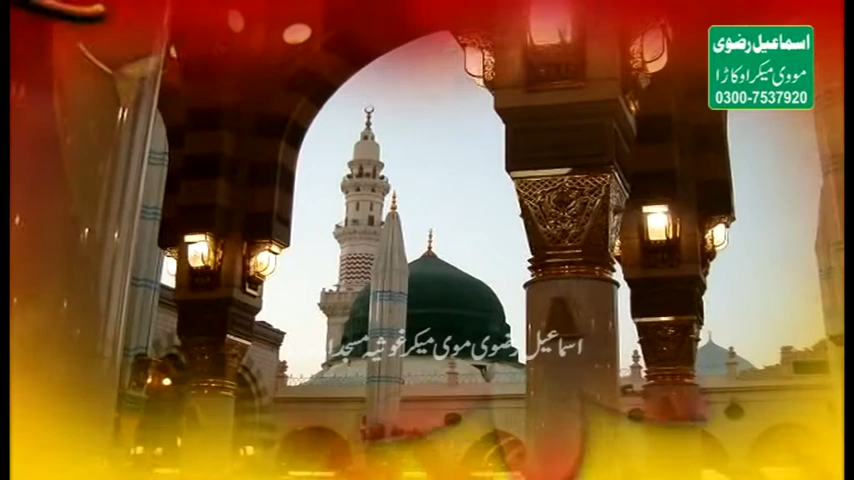 اسماعیل رضوی
مووی میکر اوکاڑا
0300-7537920
اسماعیل رضوی مووی میکر غوثیہ مسجد